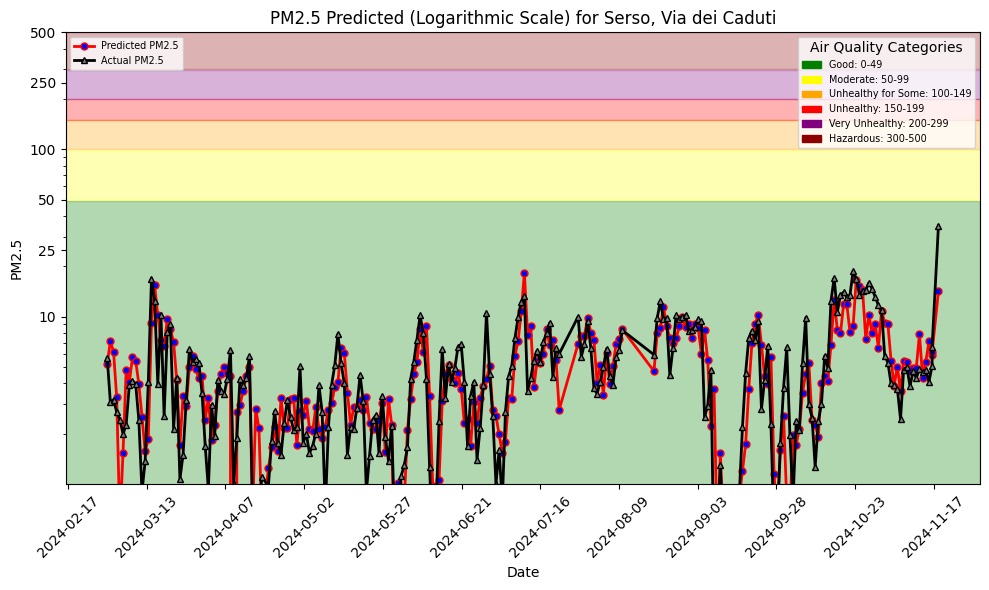 PM2.5 Predicted (Logarithmic Scale) for Serso, Via dei Caduti
Predicted PM2.5
Actual PM2.5
Air Quality Categories
Good: 0-49
Moderate: 50-99
Unhealthy for Some: 100-149
Unhealthy: 150-199
Very Unhealthy: 200-299
Hazardous: 300-500
500
250
100
50
25
10
PM2.5
2024-02-17
2024-03-13
2024-04-07
2024-05-02
2024-05-27
2024-06-21
2024-07-16
2024-08-09
2024-09-03
2024-09-28
2024-10-23
2024-11-17
Date